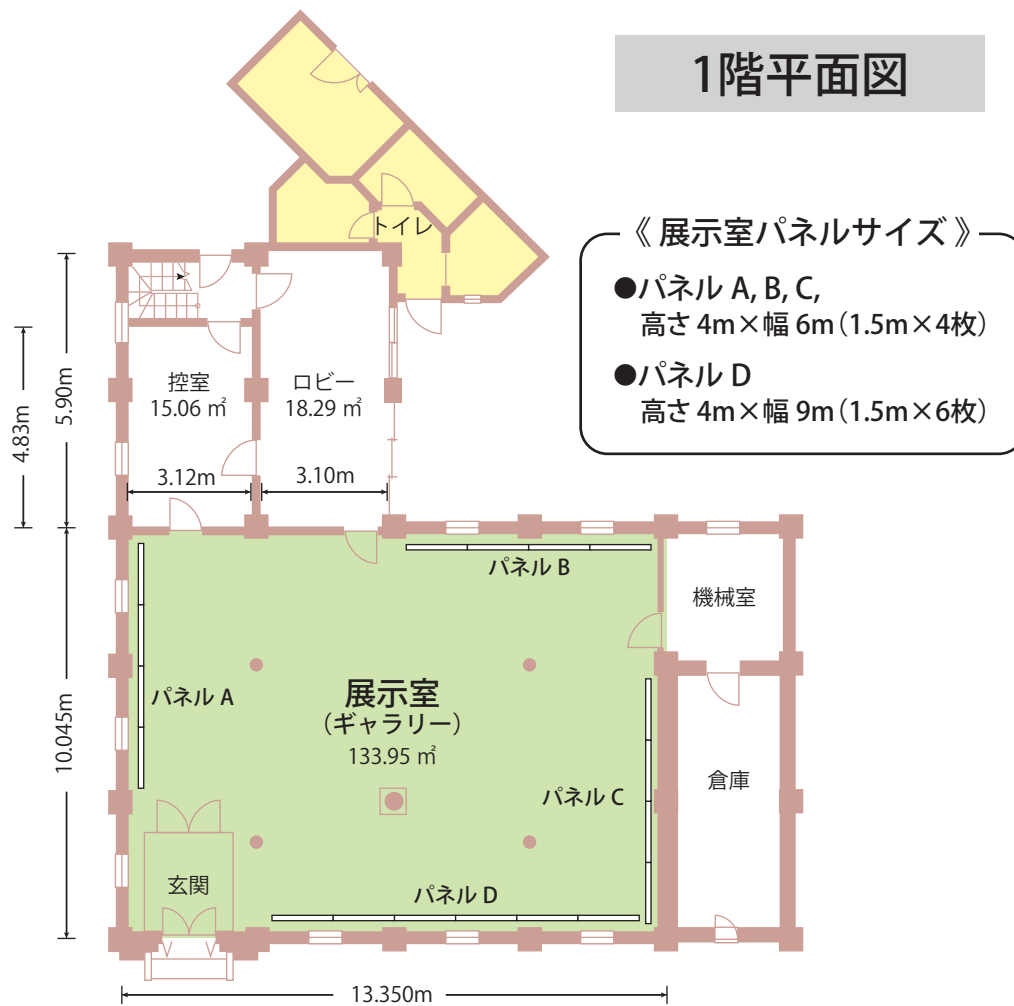 1階平面図
トイレ
《 展示室パネルサイズ 》
●パネル A, B, C,
高さ 4m×幅 6m（1.5m×4枚）
●パネル D
高さ 4m×幅 9m（1.5m×6枚）
控室
15.06 ㎡
ロビー
18.29 ㎡
5.90m
4.83m
3.12m
3.10m
パネル B
機械室
パネル A
展示室
（ギャラリー）
133.95 ㎡
10.045m
パネル C
倉庫
玄関
パネル D
13.350m